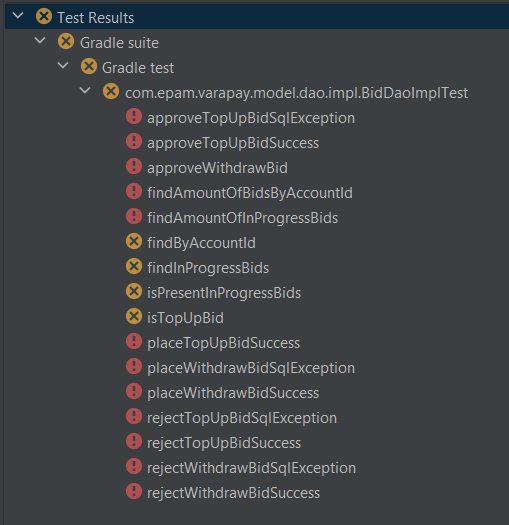 Test Results
Gradle suite
Gradle test
com.epam.varapay.model.dao.impl.BidDaoImplTest
approveTopUpBidSqlException
approveTopUpBidSuccess
approveWithdrawBid
findAmountOfBidsByAccountId
findAmountOfInProgressBids
findByAccountId
findInProgressBids
isPresentInProgressBids
isTopUpBid
placeTopUpBidSuccess
placeWithdrawBidSqlException
placeWithdrawBidSuccess
rejectTopUpBidSqlException
rejectTopUpBidSuccess
rejectWithdrawBidSqlException
rejectWithdrawBidSuccess